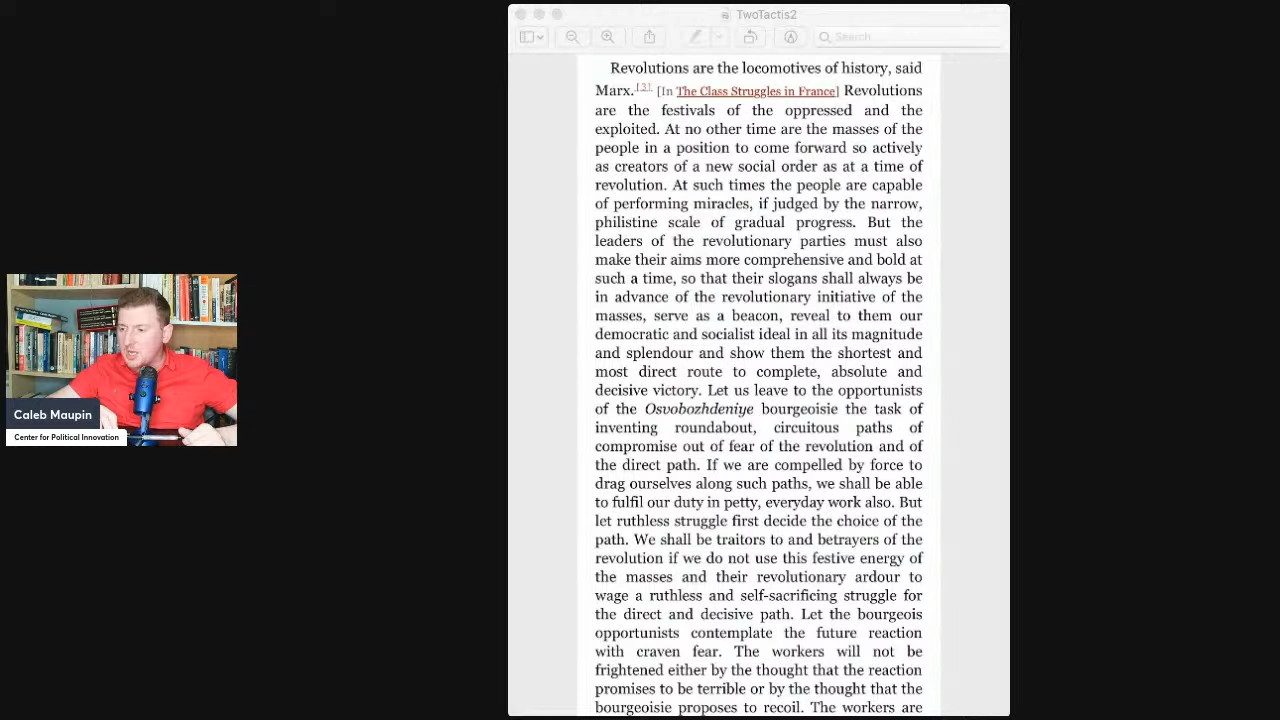 TwoTactis2
Search
Revolutions are the locomotives of history, said
Marx.[3]. [In The Class Struggles in France] Revolutions
are the festivals of the oppressed and the
exploited. At no other time are the masses of the
people in a position to come forward so actively
as creators of a new social order as at a time of
revolution. At such times the people are capable
of performing miracles, if judged by the narrow,
philistine scale of gradual progress. But the
leaders of the revolutionary parties must also
make their aims more comprehensive and bold at
such a time, so that their slogans shall always be
in advance of the revolutionary initiative of the
masses, serve as a beacon, reveal to them our
democratic and socialist ideal in all its magnitude
and splendour and show them the shortest and
most direct route to complete, absolute and
decisive victory. Let us leave to the opportunists
of the Osvobozhdeniye bourgeoisie the task of
inventing roundabout, circuitous paths of
compromise out of fear of the revolution and of
the direct path. If we are compelled by force to
drag ourselves along such paths, we shall be able
to fulfil our duty in petty, everyday work also. But
let ruthless struggle first decide the choice of the
path. We shall be traitors to and betrayers of the
revolution if we do not use this festive energy of
the masses and their revolutionary ardour to
wage a ruthless and self-sacrificing struggle for
the direct and decisive path. Let the bourgeois
opportunists contemplate the future reaction
with craven fear. The workers will not be
frightened either by the thought that the reaction
promises to be terrible or by the thought that the
bourgeoisie proposes to recoil. The workers are
Caleb Maupin
Center for Political Innovation